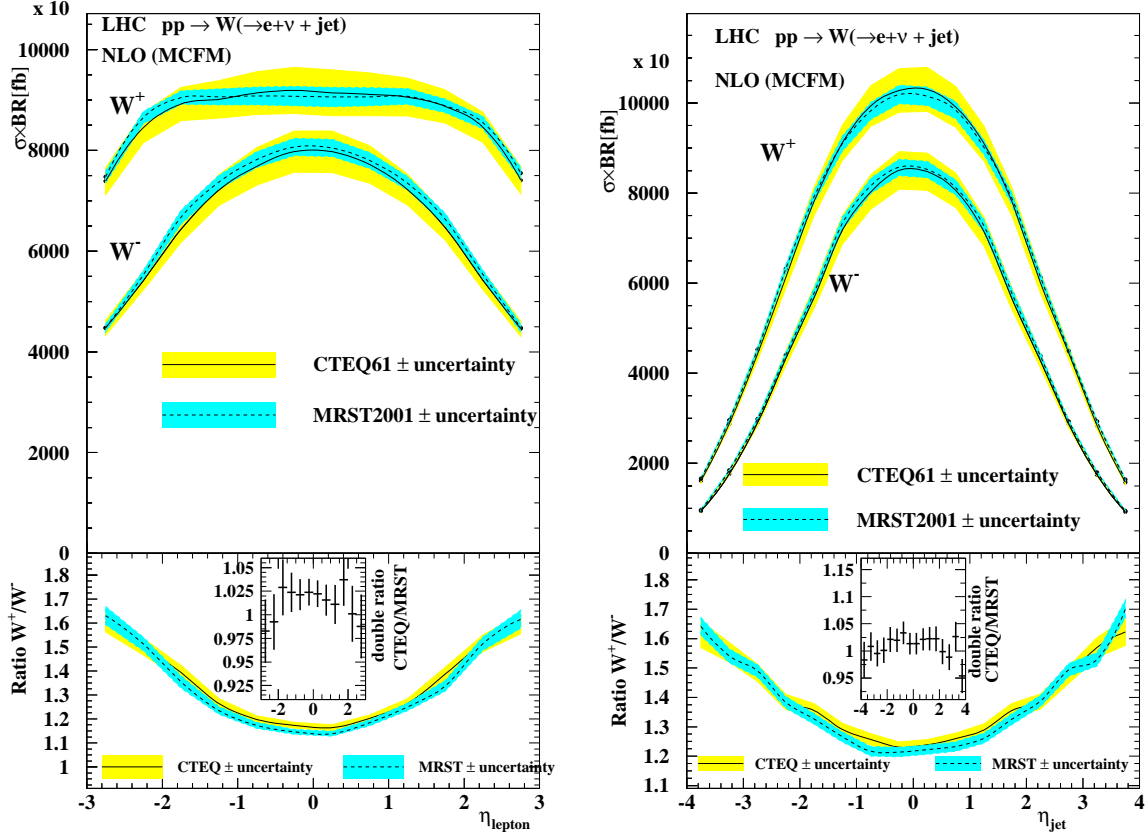 x 10
LHC pp → W(→e+ν + jet)
NLO (MCFM)
σ×BR[fb]
10000
8000
6000
4000
2000
0
W+
W-
CTEQ61 ± uncertainty
MRST2001 ± uncertainty
Ratio W+/W-
1.8
1.7
1.6
1.5
1.4
1.3
1.2
1.1
1
1.05
1.025
1
0.975
0.95
0.925
-2 0 2
double ratio
CTEQ/MRST
CTEQ ± uncertainty
MRST ± uncertainty
-3 -2 -1 0 1 2 3
ηlepton
LHC pp → W(→e+ν + jet)
x 10
NLO (MCFM)
σ×BR[fb]
10000
8000
6000
4000
2000
0
W+
W-
CTEQ61 ± uncertainty
MRST2001 ± uncertainty
Ratio W+/W-
1.8
1.7
1.6
1.5
1.4
1.3
1.2
1.1
1.15
1.1
1.05
1
0.95
-4 -2 0 2 4
double ratio
CTEQ/MRST
CTEQ ± uncertainty
MRST ± uncertainty
-4 -3 -2 -1 0 1 2 3 4
ηjet